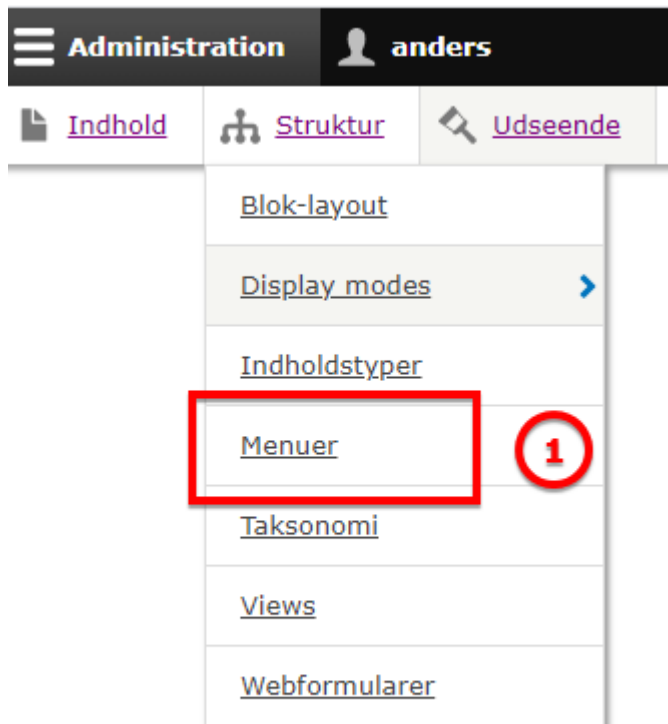 Administration anders
Indhold Struktur Udseende
Blok-layout
Display modes
Indholdstyper
Menuer 1
Taksonomi
Views
Webformularer